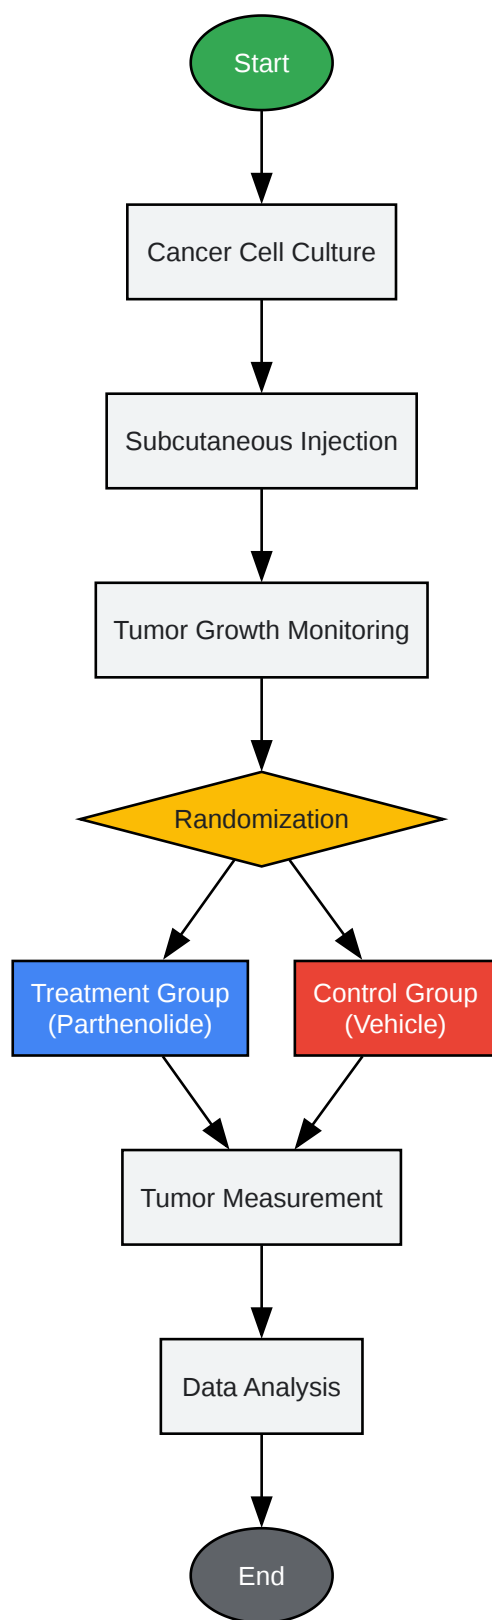 Start
Cancer Cell Culture
Subcutaneous Injection
Tumor Growth Monitoring
Randomization
Treatment Group
(Parthenolide)
Control Group
(Vehicle)
Tumor Measurement
Data Analysis
End